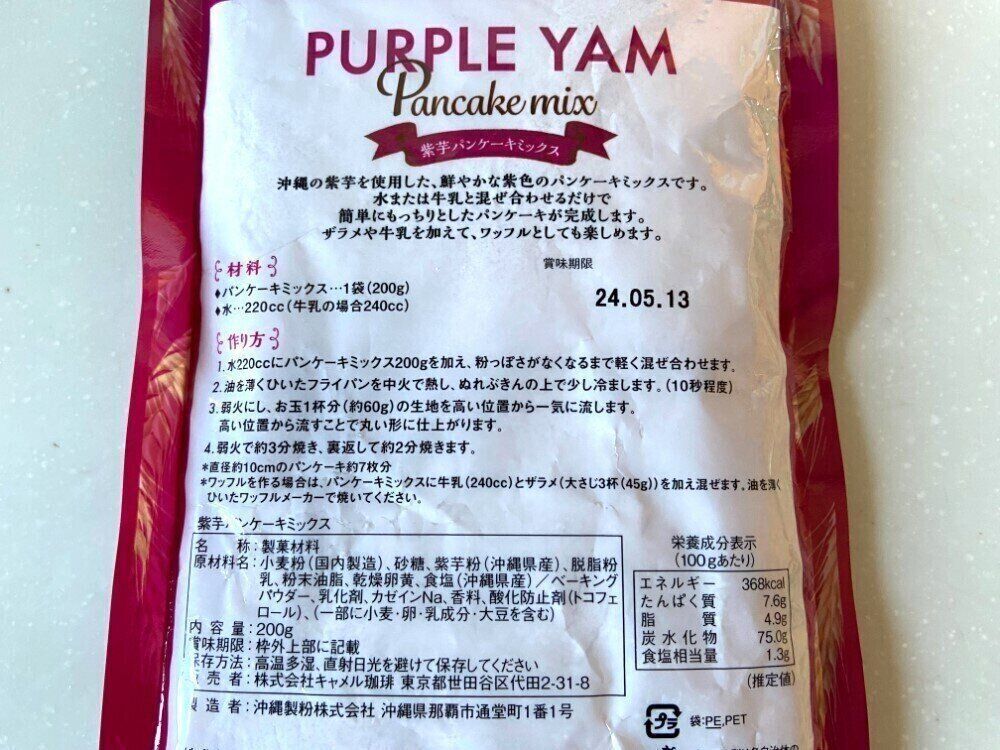 PURPLE YAM
Pancake mix
紫芋パンケーキミックス
沖縄の紫芋を使用した、鮮やかな紫色のパンケーキミックスです。
水または牛乳と混ぜ合わせるだけで
簡単にもっちりとしたパンケーキが完成します。
ザラメや牛乳を加えて、ワッフルとしても楽しめます。
材料
◆パンケーキミックス…1袋(200g)
◆水…220cc(牛乳の場合240cc)
賞味期限
24.05.13
作り方
1.水220ccにパンケーキミックス200gを加え、粉っぽさがなくなるまで軽く混ぜ合わせます。
2.油を薄くひいたフライパンを中火で熱し、ぬれぶきんの上で少し冷まします。(10秒程度)
3.弱火にし、お玉1杯分(約60g)の生地を高い位置から一気に流します。
高い位置から流すことで丸い形に仕上がります。
4.弱火で約3分焼き、裏返して約2分焼きます。
*直径約10cmのパンケーキ約7枚分
*ワッフルを作る場合は、パンケーキミックスに牛乳(240cc)とザラメ(大さじ3杯(45g))を加え混ぜます。油を薄く
ひいたワッフルメーカーで焼いてください。
紫芋パンケーキミックス
名 称:製菓材料
原材料名:小麦粉(国内製造)、砂糖、紫芋粉(沖縄県産)、脱脂粉
乳、粉末油脂、乾燥卵黄、食塩(沖縄県産)/ベーキング
パウダー、乳化剤、カゼインNa、香料、酸化防止剤(トコフェ
ロール)、(一部に小麦・卵・乳成分・大豆を含む)
内容量:200g
賞味期限:枠外上部に記載
保存方法:高温多湿、直射日光を避けて保存してください
販売者:株式会社キャメル珈琲 東京都世田谷区代田2-31-8
製造者:沖縄製粉株式会社 沖縄県那覇市通堂町1番1号
栄養成分表示
(100gあたり)
エネルギー 368kcal
たんぱく質 7.6g
脂質 4.9g
炭水化物 75.0g
食塩相当量 1.3g
(推定値)
プラ 袋:PE,PET